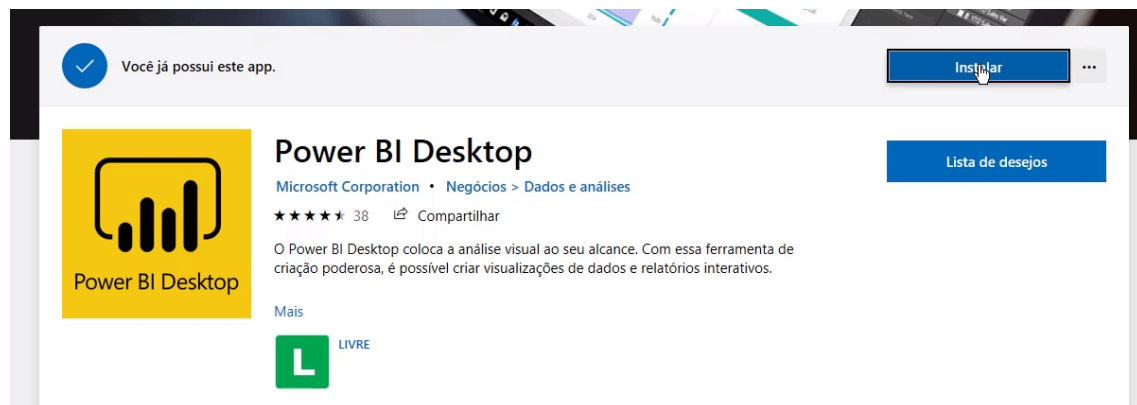 Você já possui este app.
Instalar
...
Power BI Desktop
Power BI Desktop
Microsoft Corporation • Negócios > Dados e análises
Lista de desejos
38 Compartilhar
O Power BI Desktop coloca a análise visual ao seu alcance. Com essa ferramenta de
criação poderosa, é possível criar visualizações de dados e relatórios interativos.
Mais
L
LIVRE